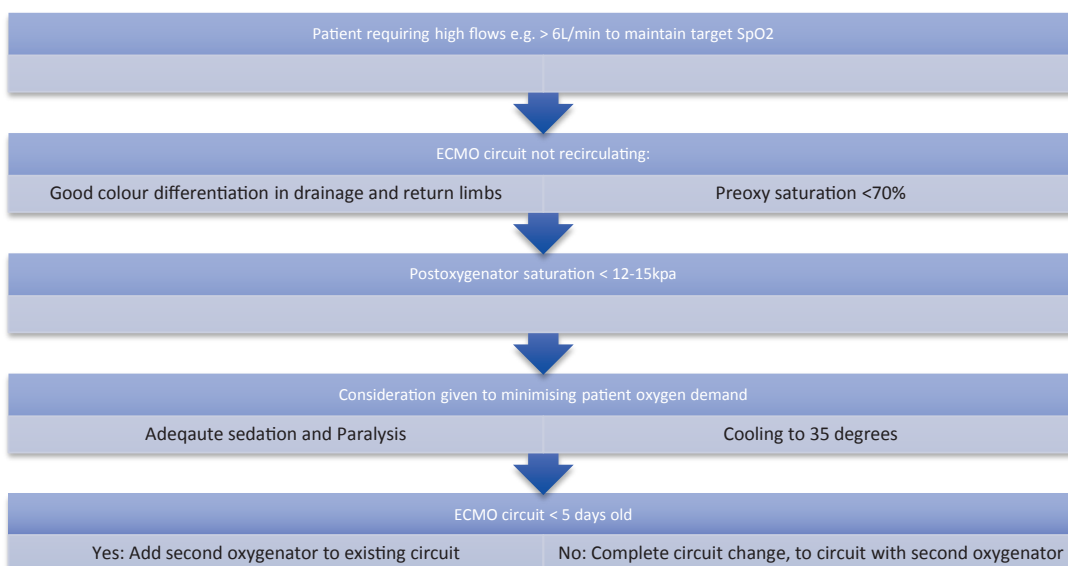 Patient requiring high flows e.g. > 6L/min to maintain target SpO2
ECMO circuit not recirculating:
Good colour differentiation in drainage and return limbs
Preoxy saturation <70%
Postoxygenator saturation < 12-15kpa
Consideration given to minimising patient oxygen demand
Adeqaute sedation and Paralysis
Cooling to 35 degrees
ECMO circuit < 5 days old
Yes: Add second oxygenator to existing circuit
No: Complete circuit change, to circuit with second oxygenator